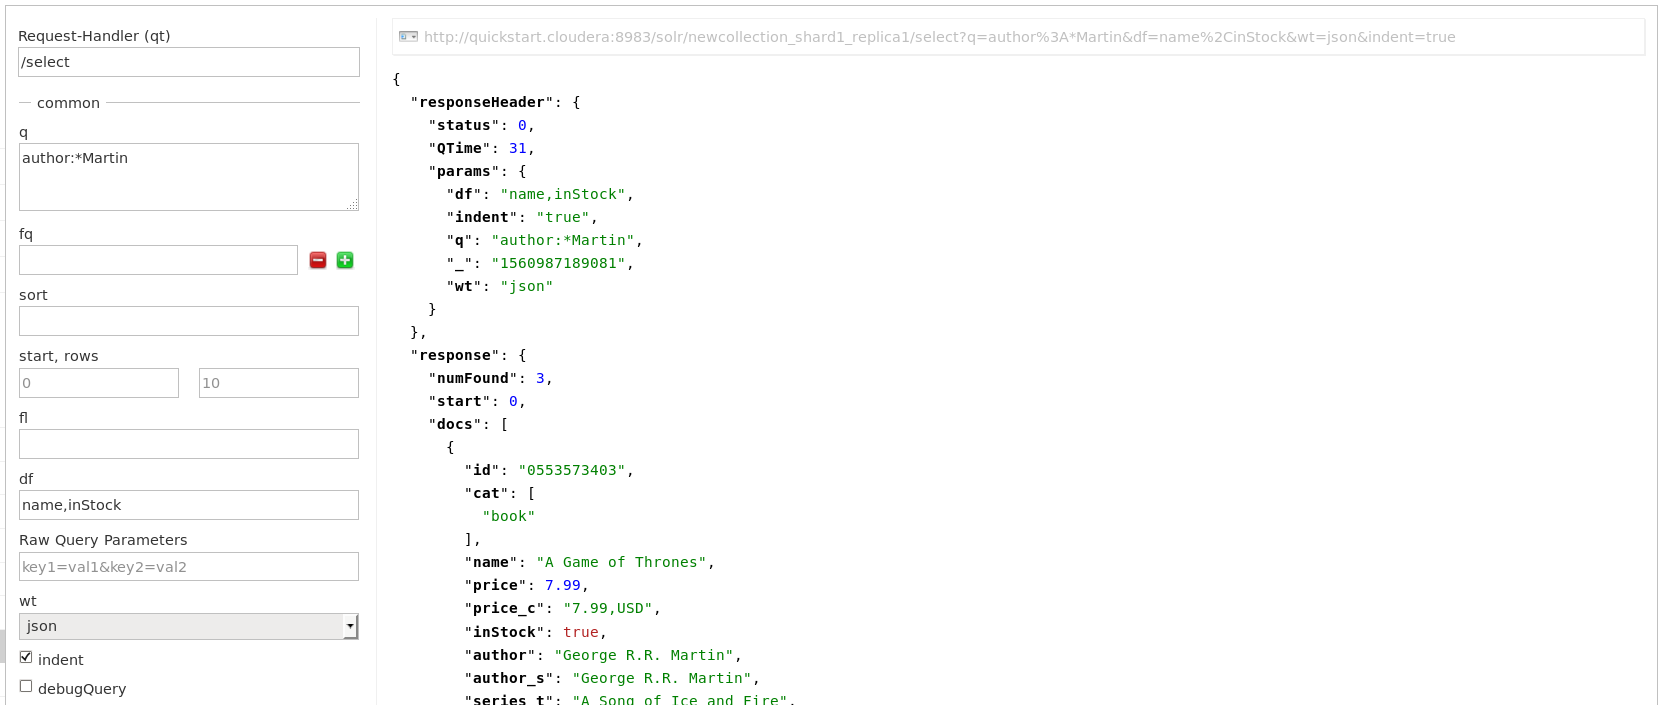 Request-Handler (qt)
/select
common
q
author:*Martin
fq
sort
start, rows
0 10
fl
df
name,inStock
Raw Query Parameters
key1=val1&key2=val2
wt
json
indent
debugQuery
http://quickstart.cloudera:8983/solr/newcollection_shard1_replica1/select?q=author%3A*Martin&df=name%2CinStock&wt=json&indent=true
{
  "responseHeader": {
    "status": 0,
    "QTime": 31,
    "params": {
      "df": "name,inStock",
      "indent": "true",
      "q": "author:*Martin",
      "_": "1560987189081",
      "wt": "json"
    }
  },
  "response": {
    "numFound": 3,
    "start": 0,
    "docs": [
      {
        "id": "0553573403",
        "cat": [
          "book"
        ],
        "name": "A Game of Thrones",
        "price": 7.99,
        "price_c": "7.99,USD",
        "inStock": true,
        "author": "George R.R. Martin",
        "author_s": "George R.R. Martin",
        "series_t": "A Song of Ice and Fire",